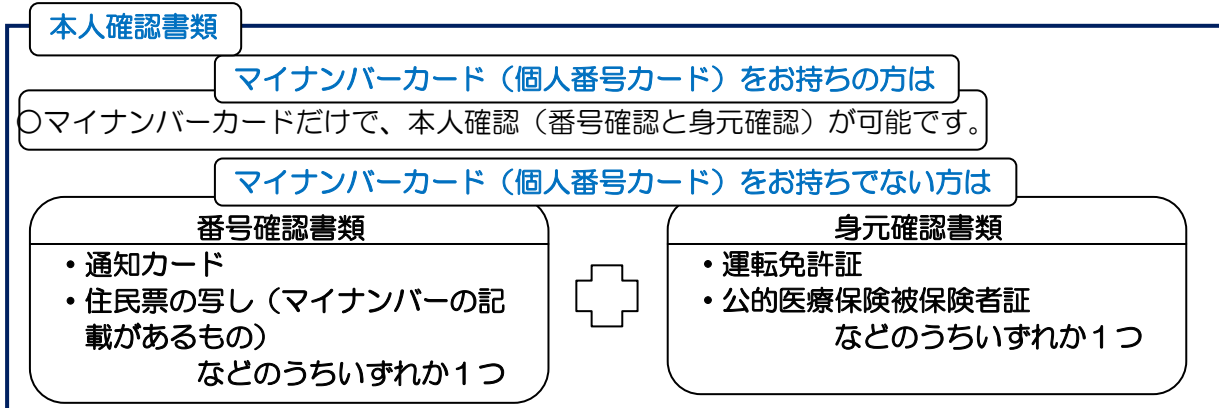 本人確認書類
マイナンバーカード（個人番号カード）をお持ちの方は
○マイナンバーカードだけで、本人確認（番号確認と身元確認）が可能です。
マイナンバーカード（個人番号カード）をお持ちでない方は
番号確認書類
・通知カード
・住民票の写し（マイナンバーの記
載があるもの）
などのうちいずれか１つ
身元確認書類
・運転免許証
・公的医療保険被保険者証
などのうちいずれか１つ